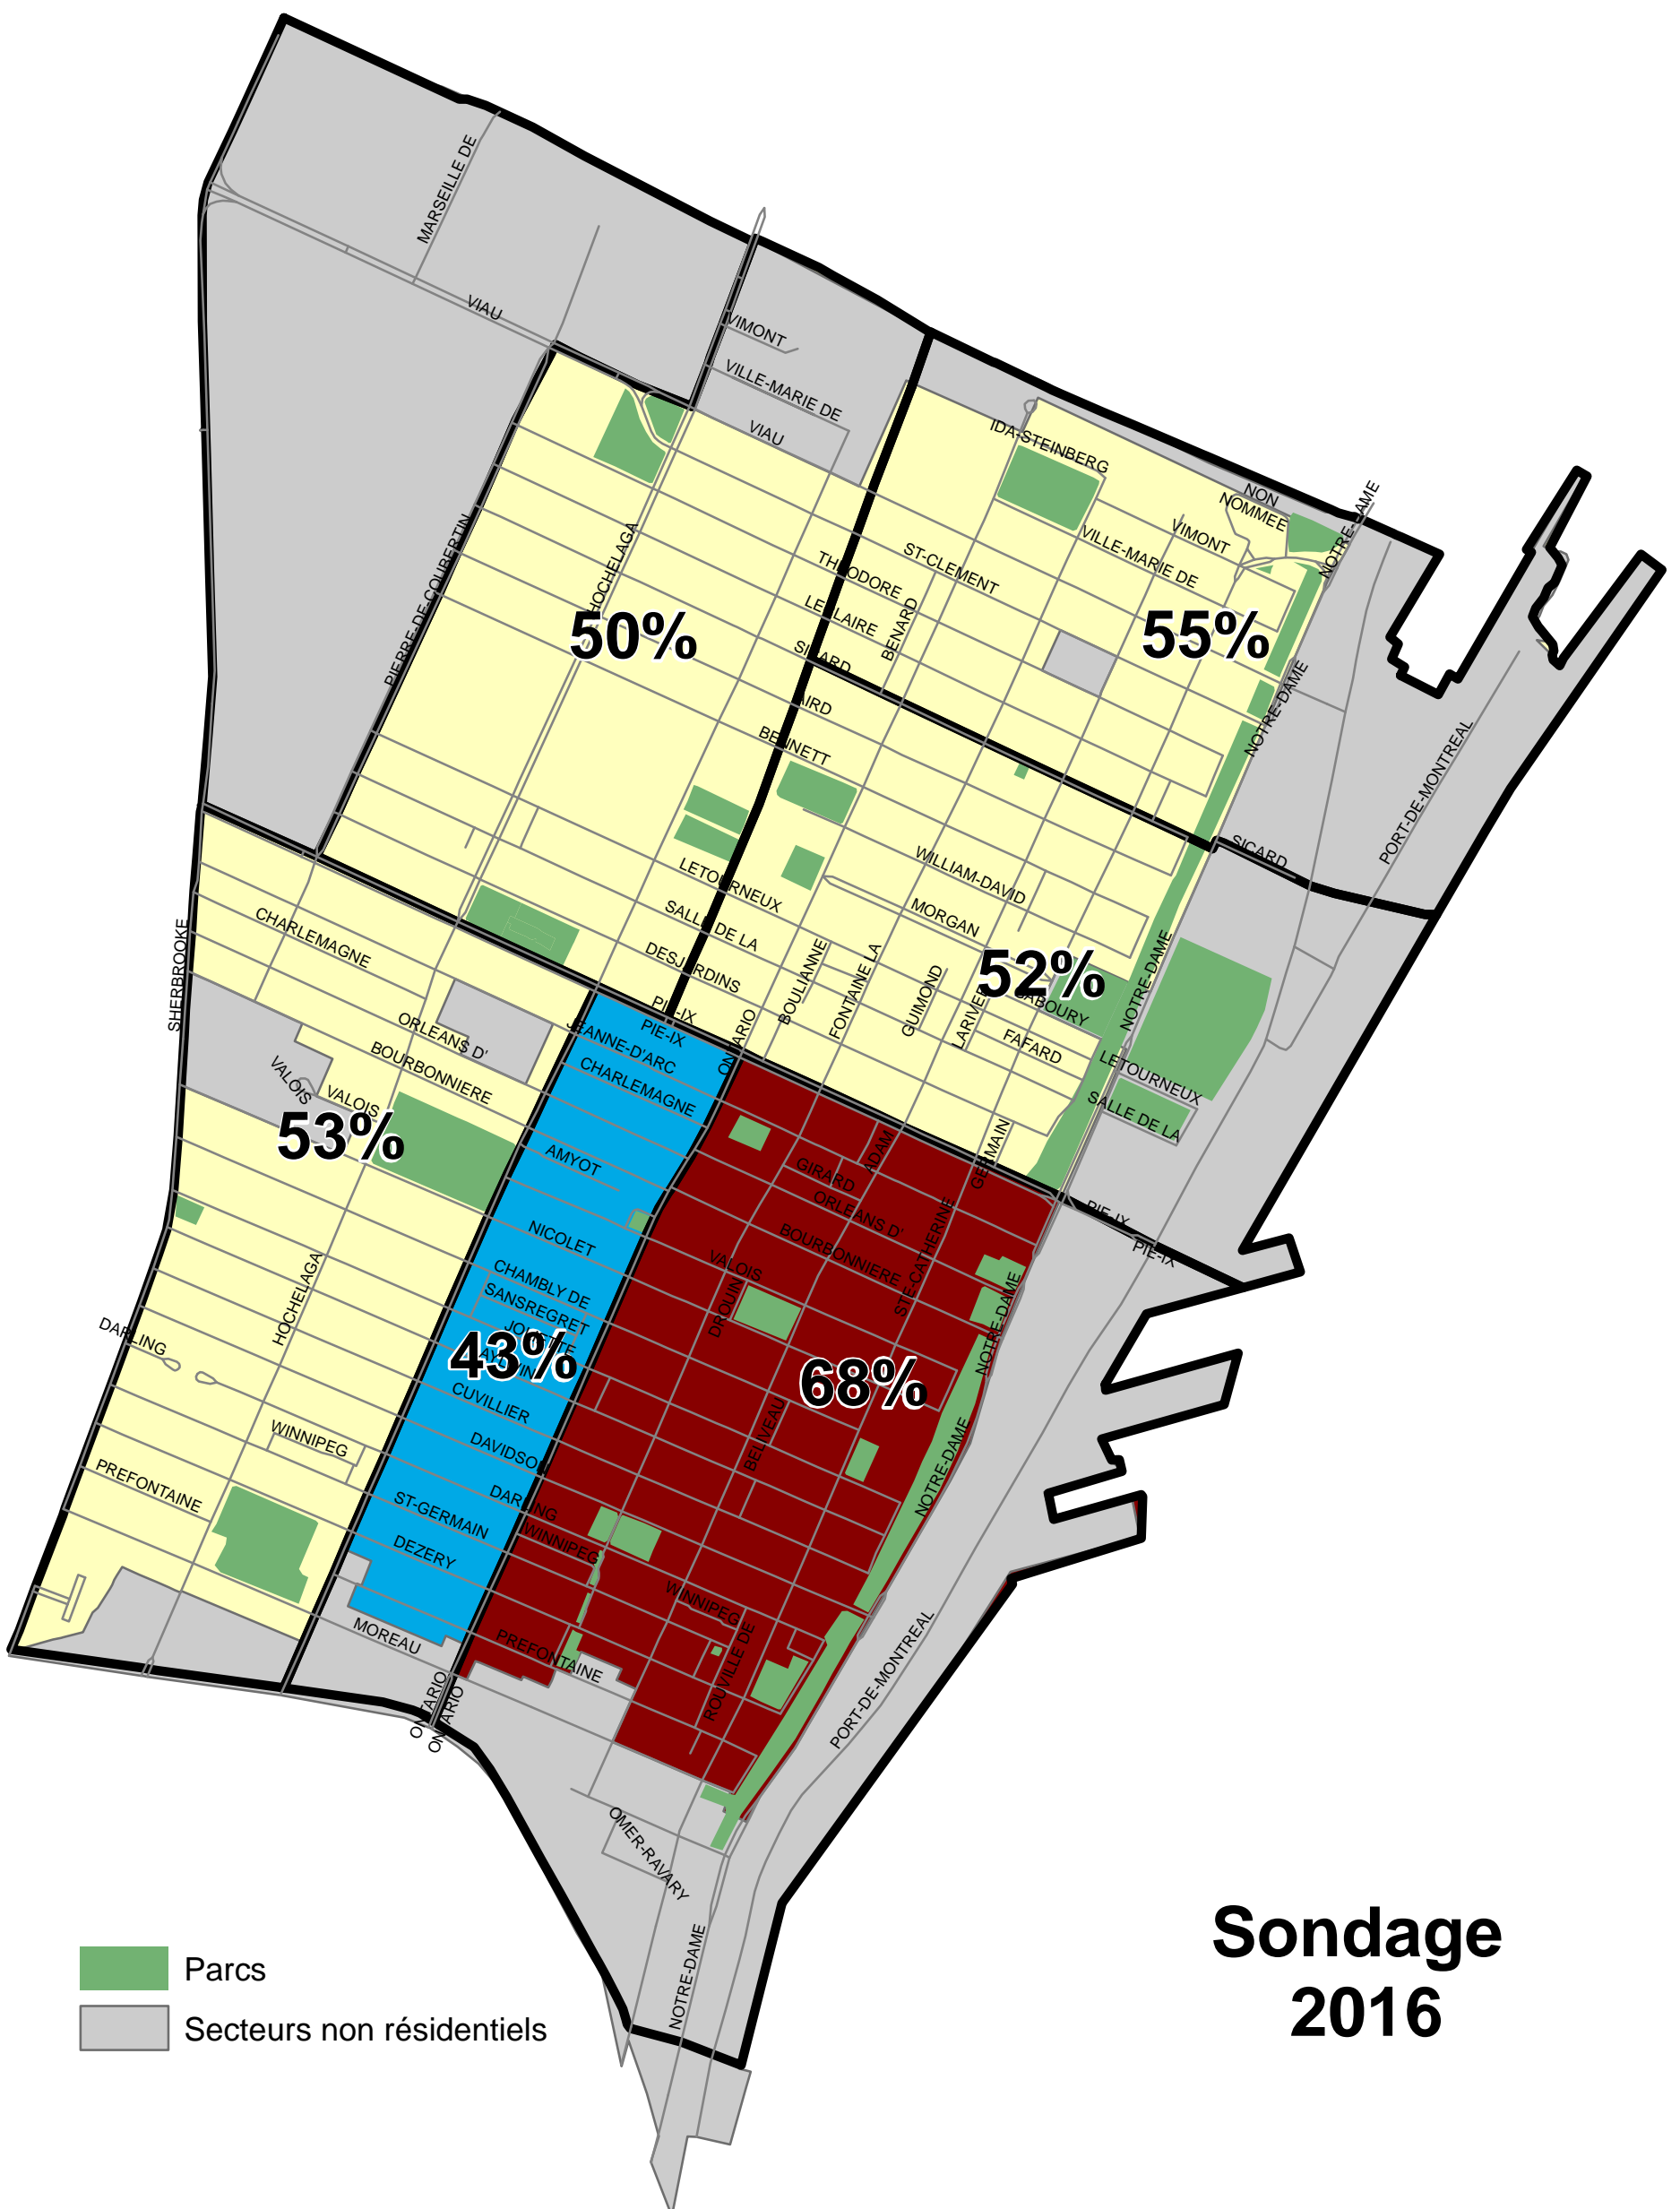 MARSEILLE DE
VIAU
VIMONT
VILLE-MARIE DE
VIAU
IDA-STEINBERG
NON
NOMMEE
NOTRE-DAME
VIMONT
VILLE-MARIE DE
ST-CLEMENT
THEODORE
LECLAIRE
BENARD
SICARD
HOCHELAGA
PIERRE-DE-COUBERTIN
50%
55%
AIRD
BENNETT
NOTRE-DAME
PORT-DE-MONTREAL
SICARD
WILLIAM-DAVID
MORGAN
LETOURNEUX
SALLE DE LA
DESJARDINS
PIE-IX
PIE-IX
BOULIANNE
FONTAINE LA
GUIMOND
LARIVIERE
52%
SABOURY
FAFARD
NOTRE-DAME
LETOURNEUX
SALLE DE LA
SHERBROOKE
CHARLEMAGNE
ORLEANS D'
BOURBONNIERE
VALOIS
VALOIS
53%
JEANNE-D'ARC
CHARLEMAGNE
ONTARIO
AMYOT
NICOLET
CHAMBLY DE
SANSREGRET
JOLIETTE
AYLWIN
43%
CUVILLIER
DAVIDSON
DARLING
WINNIPEG
ST-GERMAIN
DEZERY
GIRARD
ADAM
GERMAIN
ORLEANS D'
BOURBONNIERE
VALOIS
DROUIN
STE-CATHERINE
PIE-IX
PIE-IX
NOTRE-DAME
68%
BELIVEAU
NOTRE-DAME
HOCHELAGA
DARLING
WINNIPEG
PREFONTAINE
MOREAU
PREFONTAINE
WINNIPEG
ROUVILLE DE
PORT-DE-MONTREAL
ONTARIO
ONTARIO
OMER-RAVARY
NOTRE-DAME
Sondage
2016
Parcs
Secteurs non résidentiels